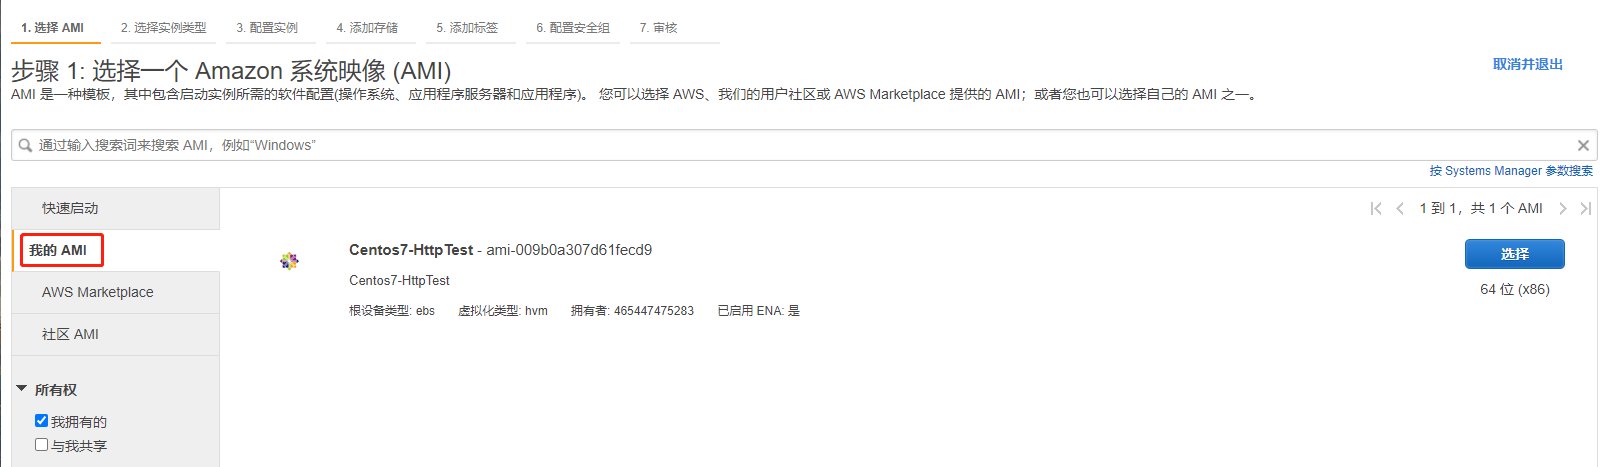 1. 选择 AMI 2. 选择实例类型 3. 配置实例 4. 添加存储 5. 添加标签 6. 配置安全组 7. 审核
步骤 1: 选择一个 Amazon 系统映像 (AMI)
取消并退出
AMI 是一种模板，其中包含启动实例所需的软件配置(操作系统、应用程序服务器和应用程序)。 您可以选择 AWS、我们的用户社区或 AWS Marketplace 提供的 AMI；或者您也可以选择自己的 AMI 之一。
通过输入搜索词来搜索 AMI，例如“Windows”
按 Systems Manager 参数搜索
快速启动
1 到 1，共 1 个 AMI
我的 AMI
Centos7-HttpTest - ami-009b0a307d61fecd9
选择
Centos7-HttpTest
64 位 (x86)
AWS Marketplace
根设备类型: ebs 虚拟化类型: hvm 拥有者: 465447475283 已启用 ENA: 是
社区 AMI
所有权
我拥有的
与我共享